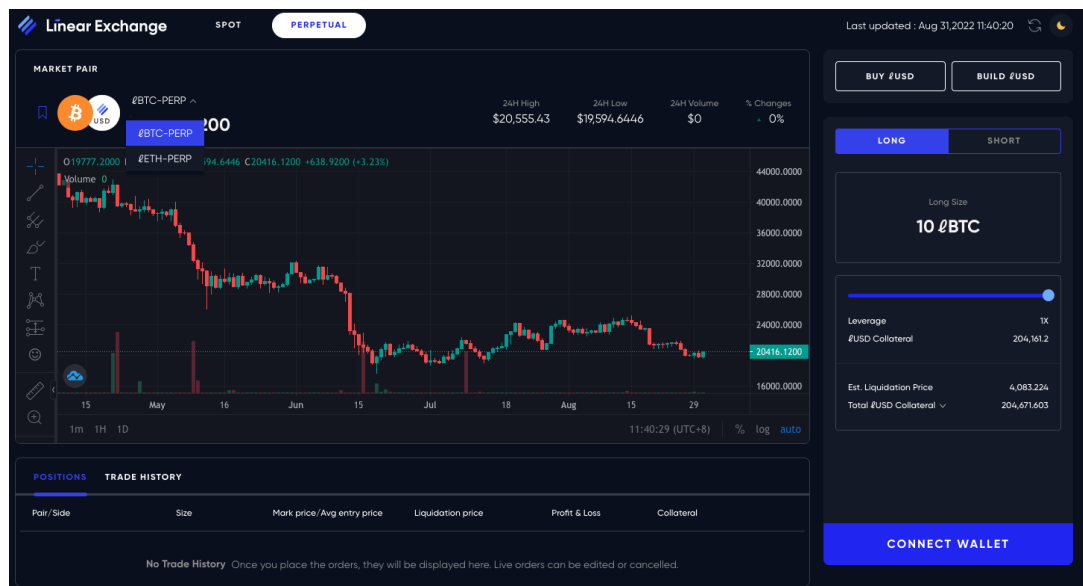 Linear Exchange SPOT PERPETUAL Last updated : Aug 31,2022 11:40:20
MARKET PAIR
ℓBTC-PERP
USD
ℓBTC-PERP
ℓETH-PERP
200
24H High 24H Low 24H Volume % Changes
$20,555.43 $19,594.6446 $0 0%
O19777.2000 594.6446 C20416.1200 +638.9200 (+3.23%)
Volume 0
44000.0000
40000.0000
36000.0000
32000.0000
28000.0000
24000.0000
20416.1200
16000.0000
15 May 16 Jun 15 Jul 18 Aug 15 29
1m 1H 1D 11:40:29 (UTC+8) % log auto
BUY ℓUSD BUILD ℓUSD
LONG SHORT
Long Size
10 ℓBTC
Leverage 1X
ℓUSD Collateral 204,161.2
Est. Liquidation Price 4,083.224
Total ℓUSD Collateral 204,671.603
CONNECT WALLET
POSITIONS TRADE HISTORY
Pair/Side Size Mark price/Avg entry price Liquidation price Profit & Loss Collateral
No Trade History Once you place the orders, they will be displayed here. Live orders can be edited or cancelled.